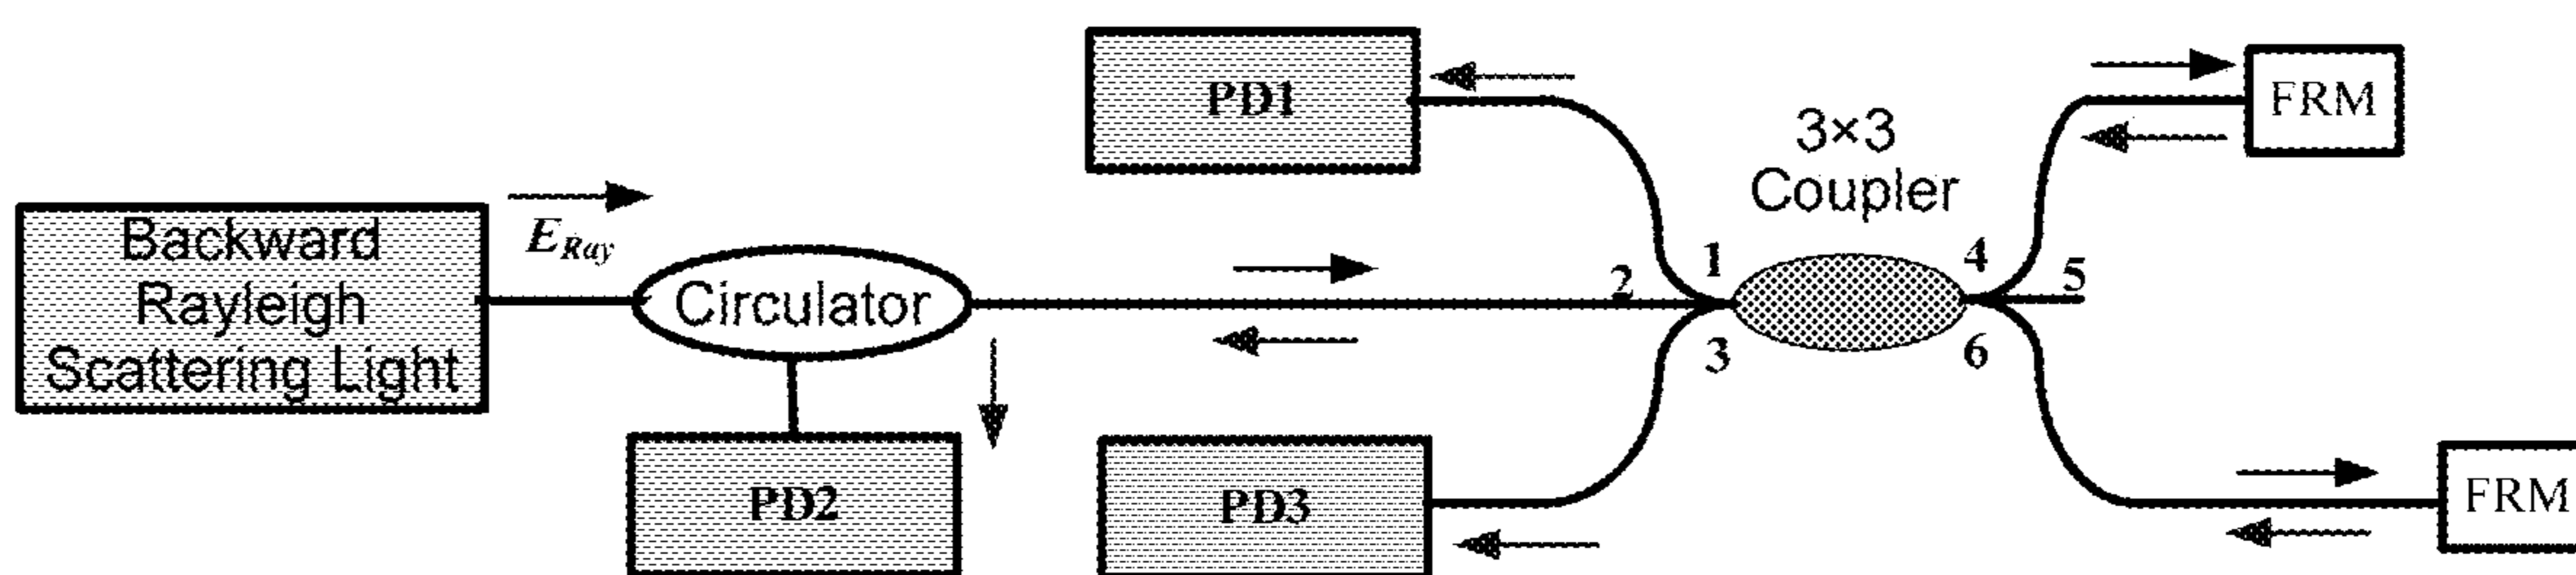 PD1
3×3
Coupler
FRM
Backward
Rayleigh
Scattering Light
E_Ray
Circulator
1
2
3
4
5
6
PD2
PD3
FRM